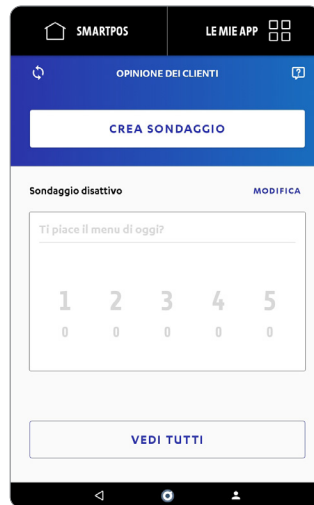 SMARTPOS
LE MIE APP
OPINIONE DEI CLIENTI
CREA SONDAGGIO
Sondaggio disattivo
MODIFICA
Ti piace il menu di oggi?
1 2 3 4 5
0 0 0 0 0
VEDI TUTTI